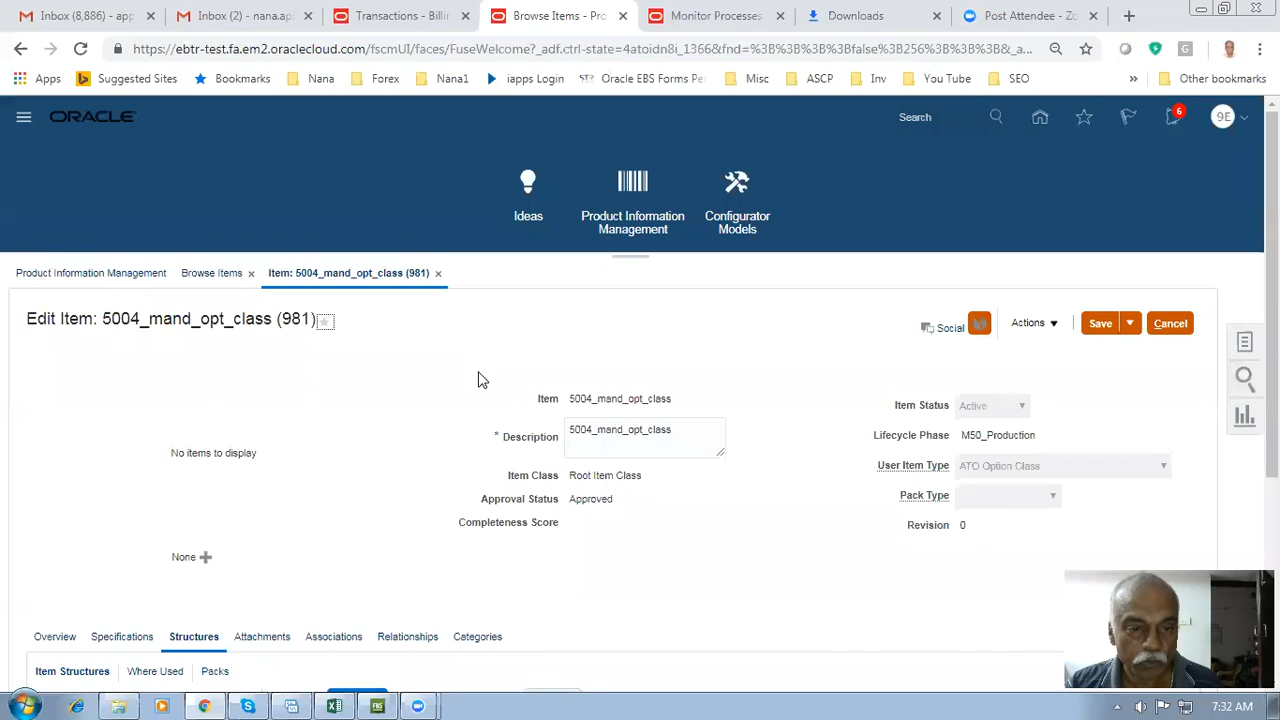 Inbox (8,886) - app
Inbox (2) - nana.ap
Transactions - Billin
Browse Items - Pro
Monitor Processes
Downloads
Post Attendee - Zo
https://ebtr-test.fa.em2.oraclecloud.com/fscmUI/faces/FuseWelcome?_adf.ctrl-state=4atoidn8i_1366&fnd=%3B%3B%3B%3Bfalse%3B256%3B%3B%3B&_a...
Apps
Suggested Sites
Bookmarks
Nana
Forex
Nana1
iapps Login
Oracle EBS Forms Pe
Misc
ASCP
Inv
You Tube
SEO
»
Other bookmarks
ORACLE
Search
6
9E
Ideas
Product Information
Management
Configurator
Models
Product Information Management
Browse Items
Item: 5004_mand_opt_class (981)
Edit Item: 5004_mand_opt_class (981)
Social
Actions
Save
Cancel
Item 5004_mand_opt_class
* Description 5004_mand_opt_class
Item Class Root Item Class
Approval Status Approved
Completeness Score
No items to display
None
Item Status Active
Lifecycle Phase M50_Production
User Item Type ATO Option Class
Pack Type
Revision 0
Overview
Specifications
Structures
Attachments
Associations
Relationships
Categories
Item Structures
Where Used
Packs
7:32 AM